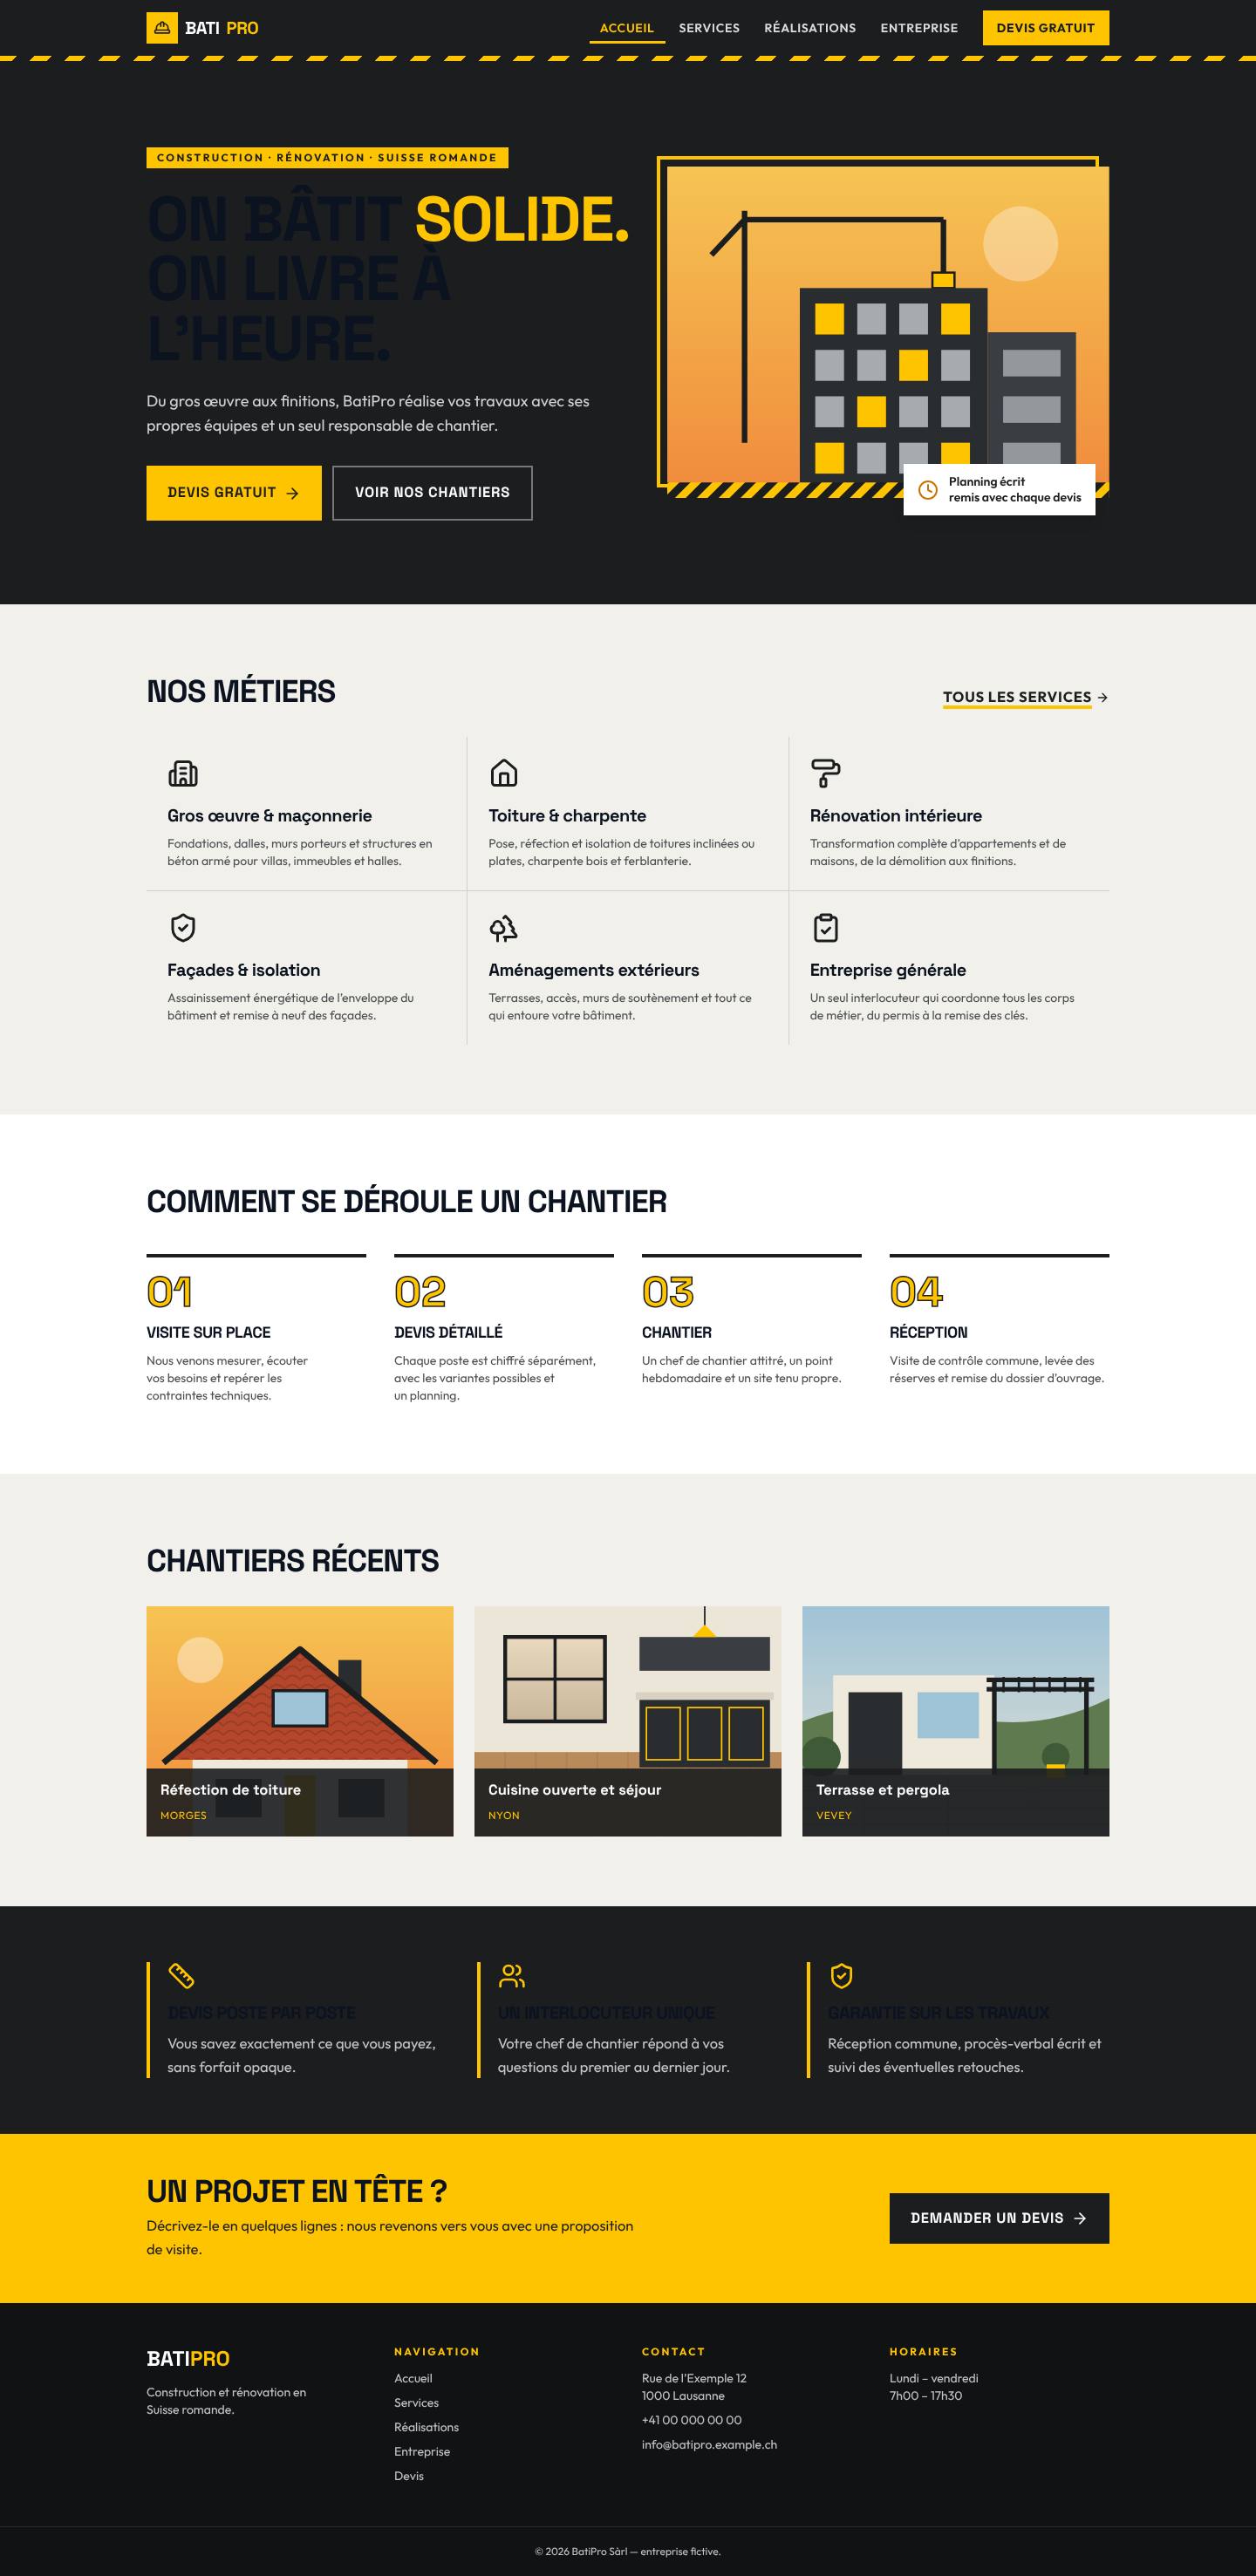 BATI PRO
ACCUEIL
SERVICES
RÉALISATIONS
ENTREPRISE
DEVIS GRATUIT
CONSTRUCTION · RÉNOVATION · SUISSE ROMANDE
ON BÂTIT SOLIDE.
ON LIVRE À
L’HEURE.
Du gros œuvre aux finitions, BatiPro réalise vos travaux avec ses
propres équipes et un seul responsable de chantier.
DEVIS GRATUIT
VOIR NOS CHANTIERS
Planning écrit
remis avec chaque devis
NOS MÉTIERS
TOUS LES SERVICES
Gros œuvre & maçonnerie
Fondations, dalles, murs porteurs et structures en
béton armé pour villas, immeubles et halles.
Toiture & charpente
Pose, réfection et isolation de toitures inclinées ou
plates, charpente bois et ferblanterie.
Rénovation intérieure
Transformation complète d’appartements et de
maisons, de la démolition aux finitions.
Façades & isolation
Assainissement énergétique de l’enveloppe du
bâtiment et remise à neuf des façades.
Aménagements extérieurs
Terrasses, accès, murs de soutènement et tout ce
qui entoure votre bâtiment.
Entreprise générale
Un seul interlocuteur qui coordonne tous les corps
de métier, du permis à la remise des clés.
COMMENT SE DÉROULE UN CHANTIER
01
VISITE SUR PLACE
Nous venons mesurer, écouter
vos besoins et repérer les
contraintes techniques.
02
DEVIS DÉTAILLÉ
Chaque poste est chiffré séparément,
avec les variantes possibles et
un planning.
03
CHANTIER
Un chef de chantier attitré, un point
hebdomadaire et un site tenu propre.
04
RÉCEPTION
Visite de contrôle commune, levée des
réserves et remise du dossier d’ouvrage.
CHANTIERS RÉCENTS
Réfection de toiture
MORGES
Cuisine ouverte et séjour
NYON
Terrasse et pergola
VEVEY
DEVIS POSTE PAR POSTE
Vous savez exactement ce que vous payez,
sans forfait opaque.
UN INTERLOCUTEUR UNIQUE
Votre chef de chantier répond à vos
questions du premier au dernier jour.
GARANTIE SUR LES TRAVAUX
Réception commune, procès-verbal écrit et
suivi des éventuelles retouches.
UN PROJET EN TÊTE ?
Décrivez-le en quelques lignes : nous revenons vers vous avec une proposition
de visite.
DEMANDER UN DEVIS
BATIPRO
Construction et rénovation en
Suisse romande.
NAVIGATION
Accueil
Services
Réalisations
Entreprise
Devis
CONTACT
Rue de l’Exemple 12
1000 Lausanne
+41 00 000 00 00
info@batipro.example.ch
HORAIRES
Lundi – vendredi
7h00 – 17h30
© 2026 BatiPro Sàrl — entreprise fictive.